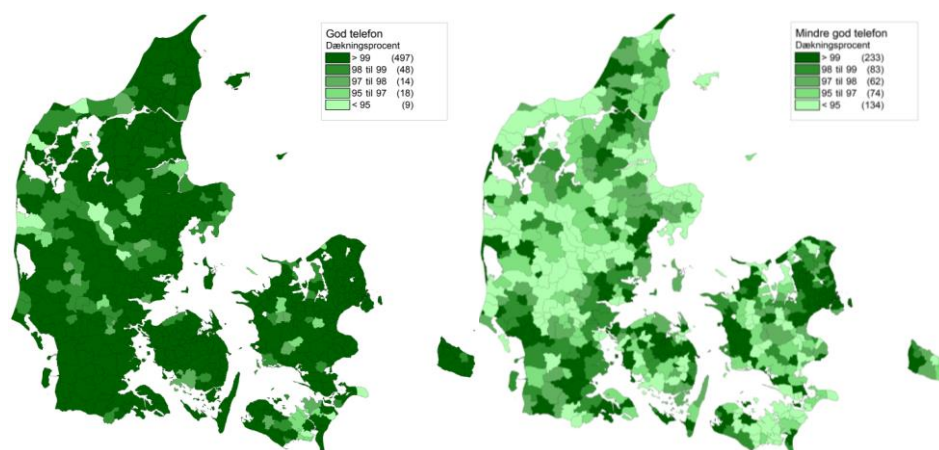 God telefon
Dækningsprocent
> 99 (497)
98 til 99 (48)
97 til 98 (14)
95 til 97 (18)
< 95 (9)
Mindre god telefon
Dækningsprocent
> 99 (233)
98 til 99 (83)
97 til 98 (62)
95 til 97 (74)
< 95 (134)